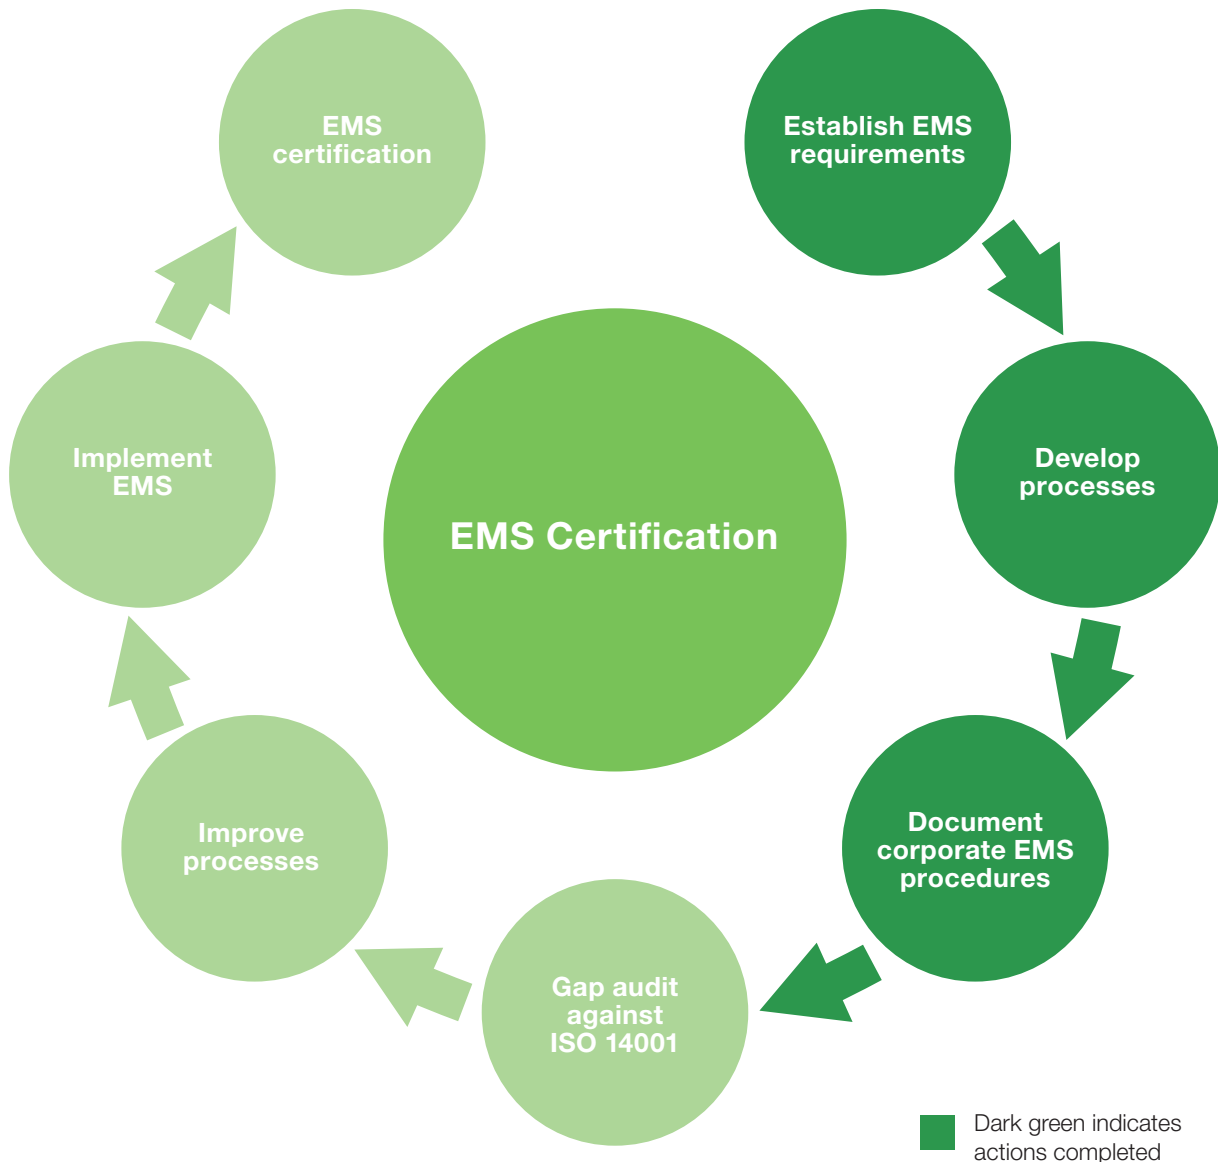 EMS
certification
Establish EMS
requirements
Implement
EMS
EMS Certification
Develop
processes
Improve
processes
Document
corporate EMS
procedures
Gap audit
against
ISO 14001
Dark green indicates
actions completed